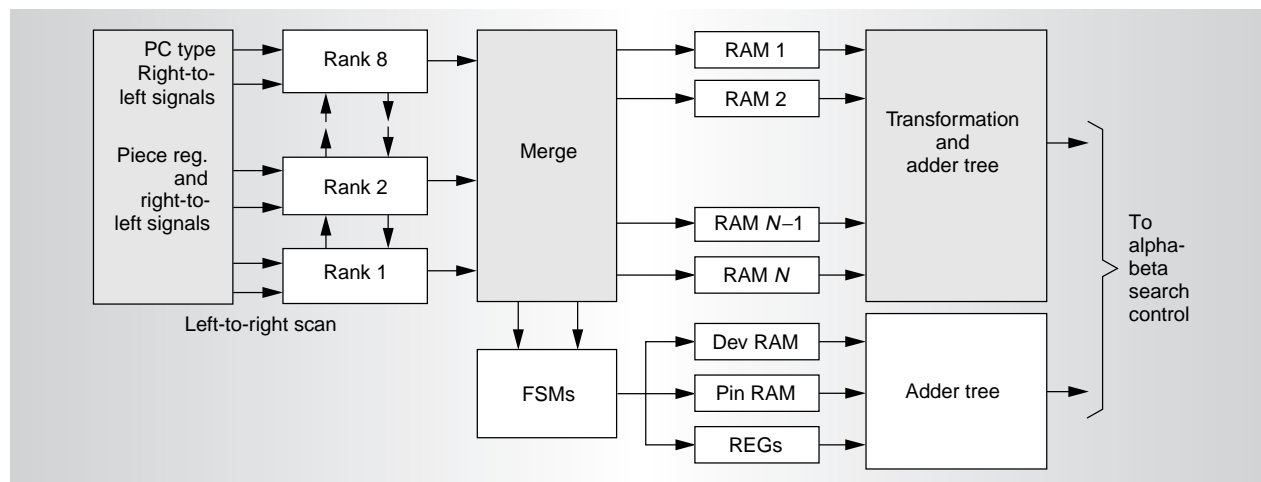 PC type
Right-to-
left signals
Piece reg.
and
right-to-
left signals
Rank 8
Rank 2
Rank 1
Left-to-right scan
Merge
FSMs
RAM 1
RAM 2
RAM N–1
RAM N
Dev RAM
Pin RAM
REGs
Transformation
and
adder tree
Adder tree
To
alpha-
beta
search
control